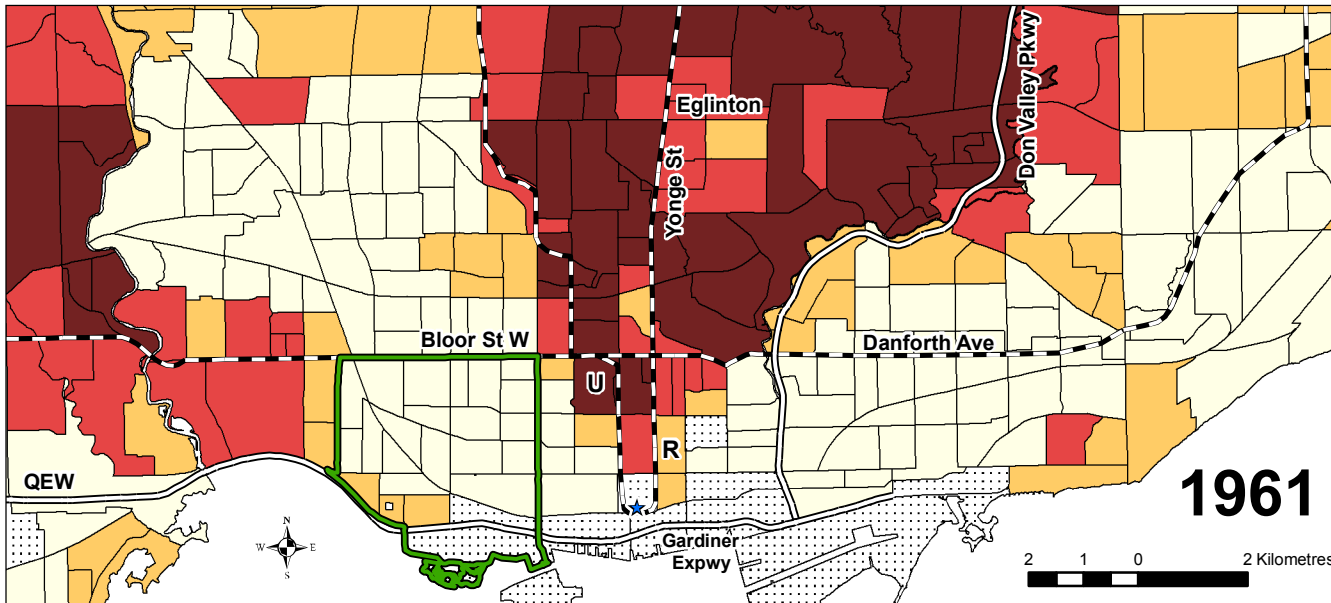 Eglinton
Don Valley Pkwy
Yonge St
Bloor St W
Danforth Ave
U
R
QEW
1961
Gardiner
Expwy
N
W E
S
2 1 0 2 Kilometres